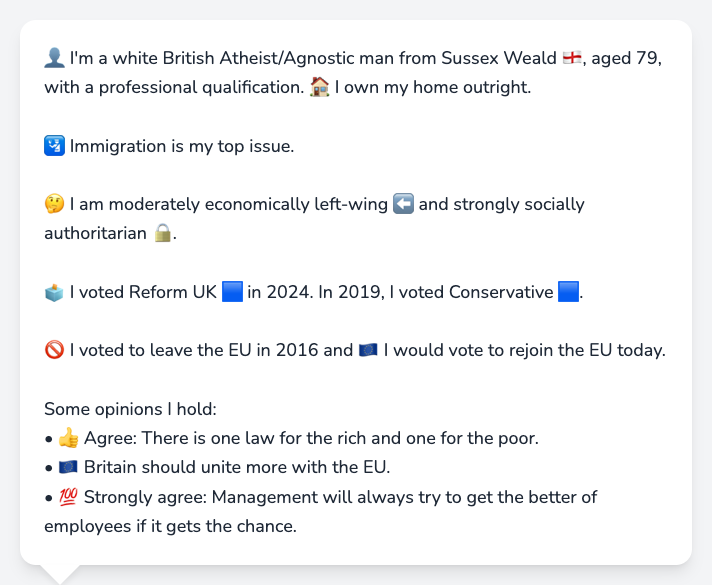 👤 I'm a white British Atheist/Agnostic man from Sussex Weald 🏴󠁧󠁢󠁥󠁮󠁧󠁿, aged 79,
with a professional qualification. 🏠 I own my home outright.
🛂 Immigration is my top issue.
🤔 I am moderately economically left-wing ⬅️ and strongly socially
authoritarian 🔒.
🗳️ I voted Reform UK 🟦 in 2024. In 2019, I voted Conservative 🟦.
🚫 I voted to leave the EU in 2016 and 🇪🇺 I would vote to rejoin the EU today.
Some opinions I hold:
• 👍 Agree: There is one law for the rich and one for the poor.
• 🇪🇺 Britain should unite more with the EU.
• 💯 Strongly agree: Management will always try to get the better of
employees if it gets the chance.